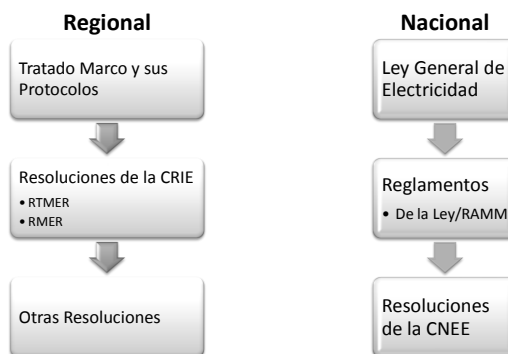 Regional
Tratado Marco y sus
Protocolos
Resoluciones de la CRIE
• RTMER
• RMER
Otras Resoluciones
Nacional
Ley General de
Electricidad
Reglamentos
• De la Ley/RAMM
Resoluciones
de la CNEE